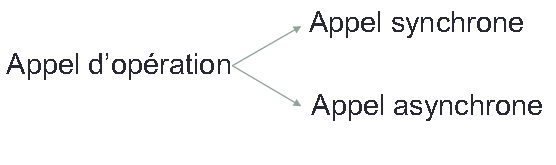 Appel synchrone
Appel d’opération
Appel asynchrone